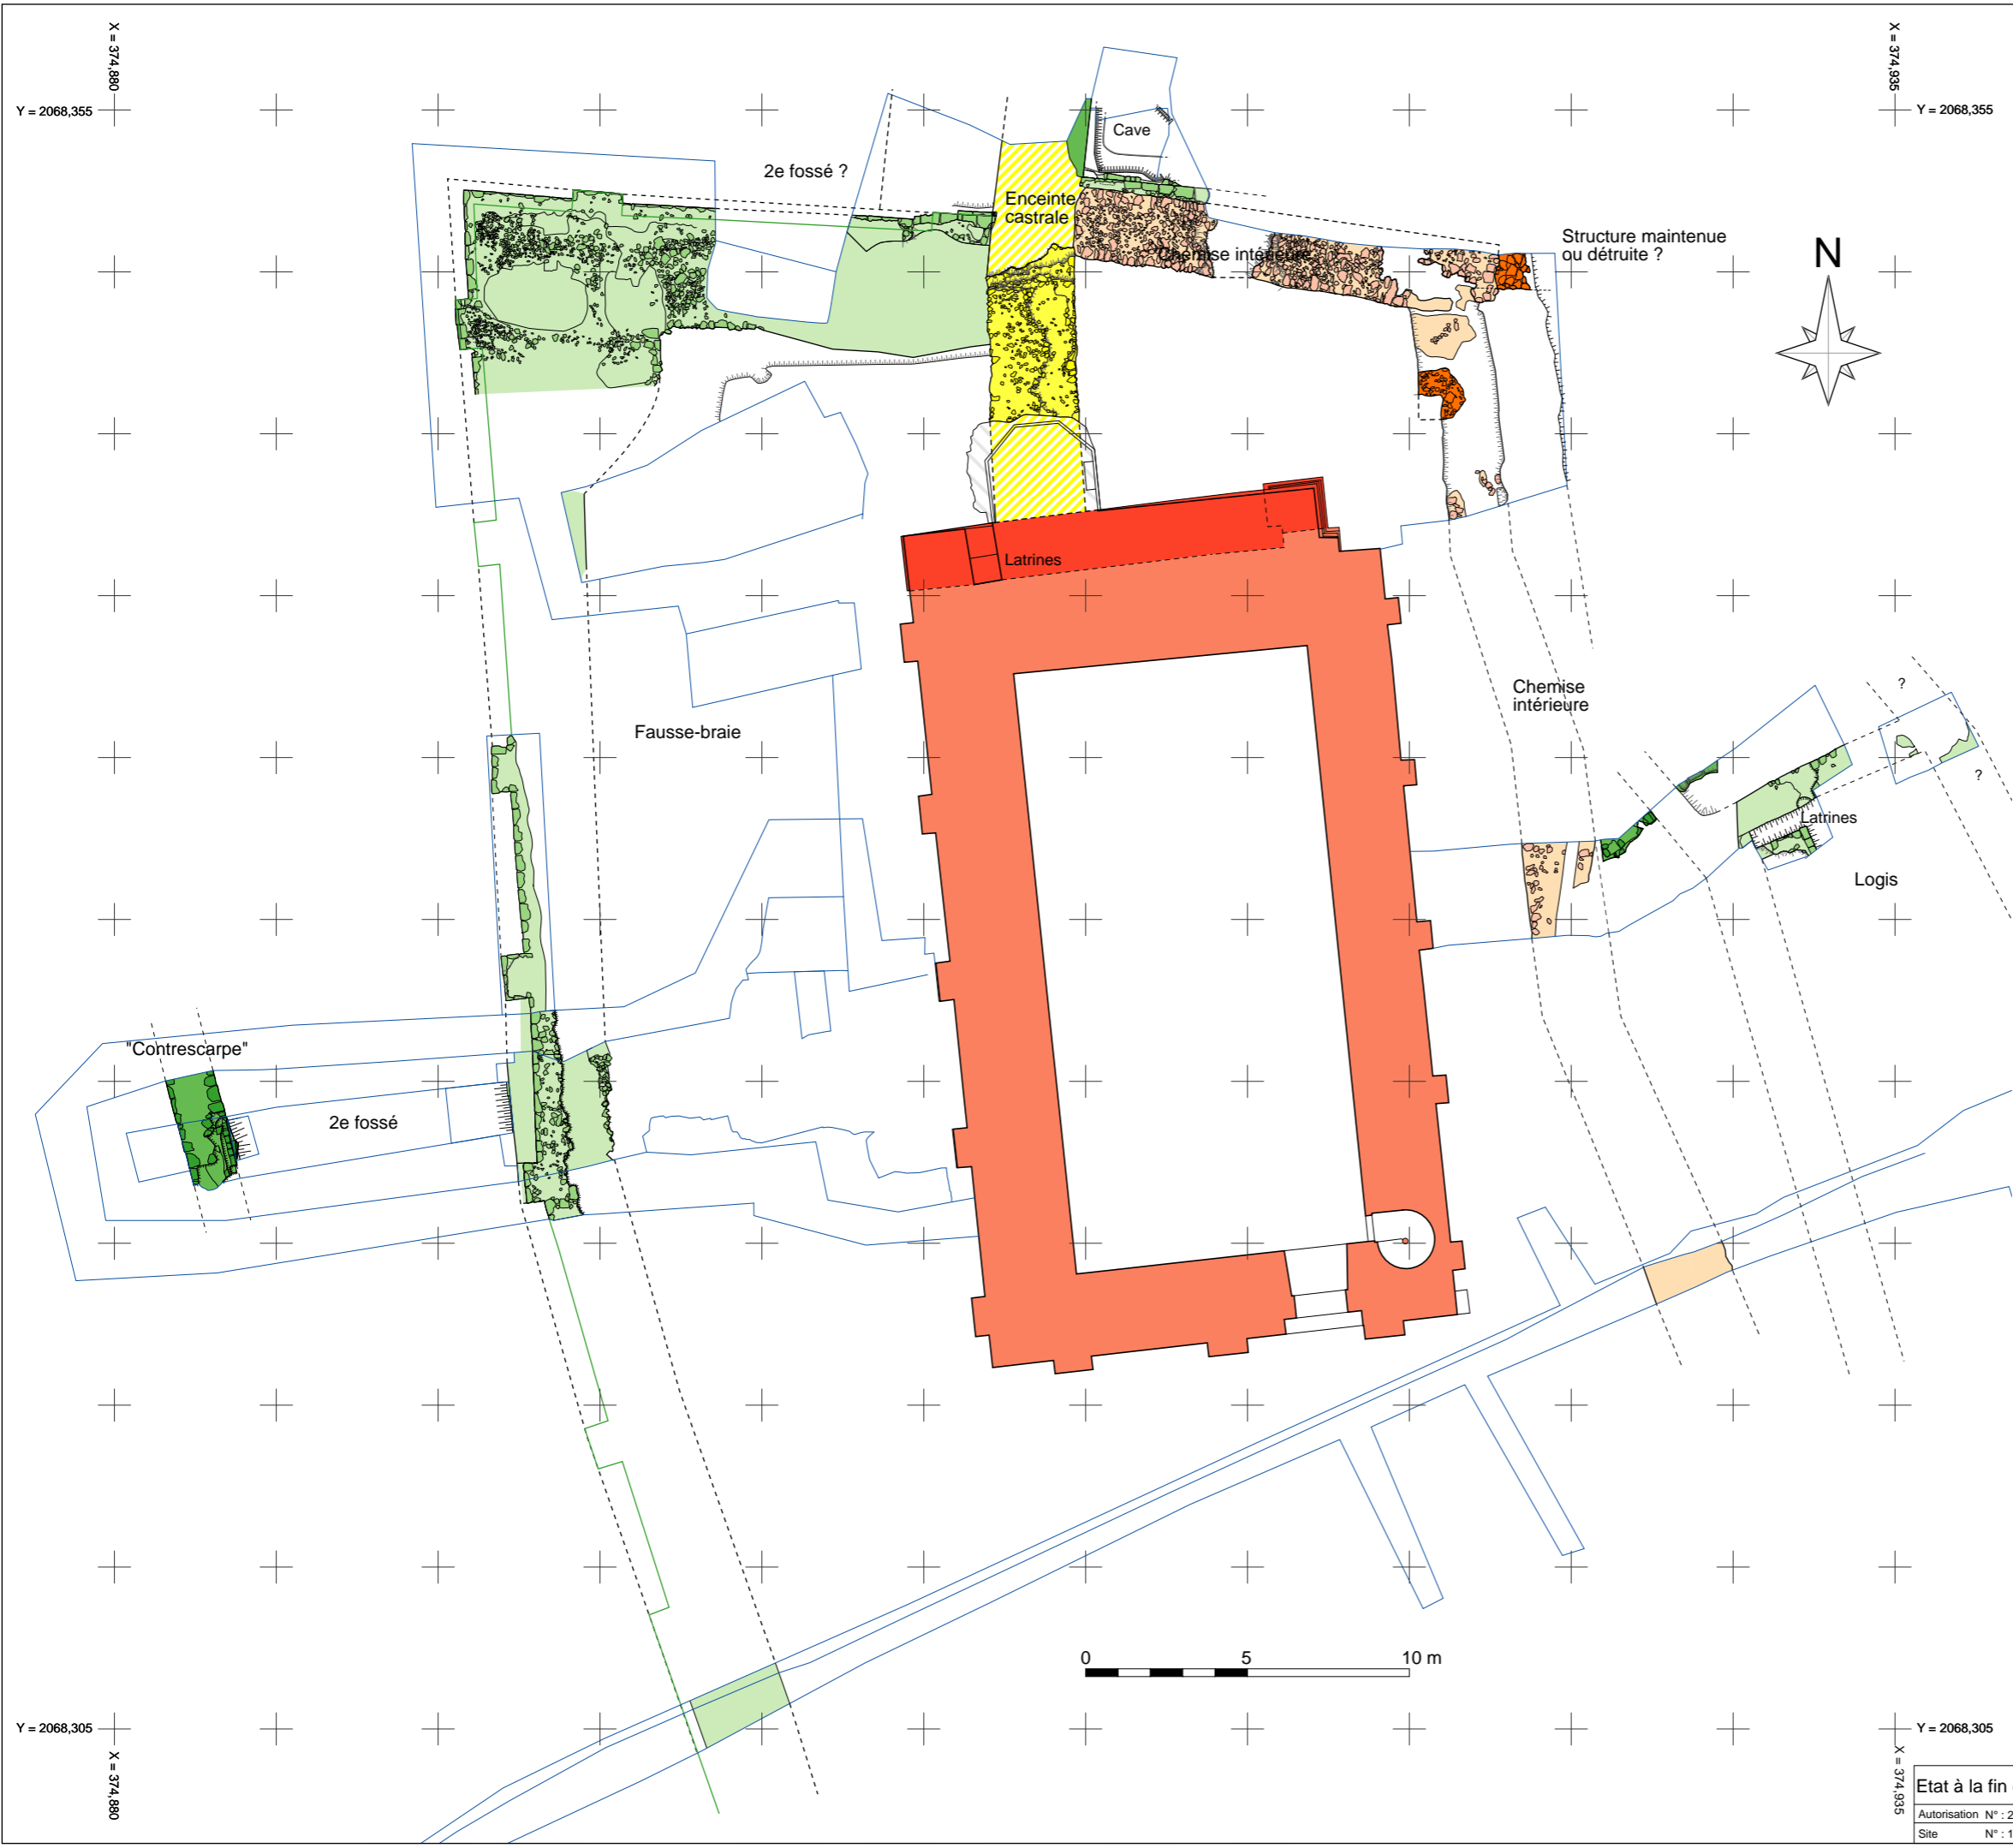 X = 374,880
X = 374,935
Y = 2068,355
Y = 2068,355
Cave
2e fossé ?
Enceinte
castrale
Structure maintenue
ou détruite ?
Chemise intérieure
N
Latrines
Chemise
intérieure
?
Fausse-braie
?
Latrines
Logis
"Contrescarpe"
2e fossé
0 5 10 m
Y = 2068,305
Y = 2068,305
X = 374,880
X = 374,935
Etat à la fin
Autorisation N° : 2
Site N° : 1